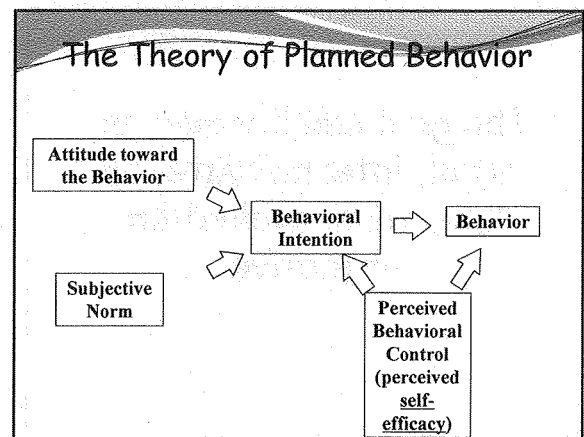 The Theory of Planned Behavior
Attitude toward
the Behavior
Behavioral
Intention
Behavior
Subjective
Norm
Perceived
Behavioral
Control
(perceived
self-
efficacy)